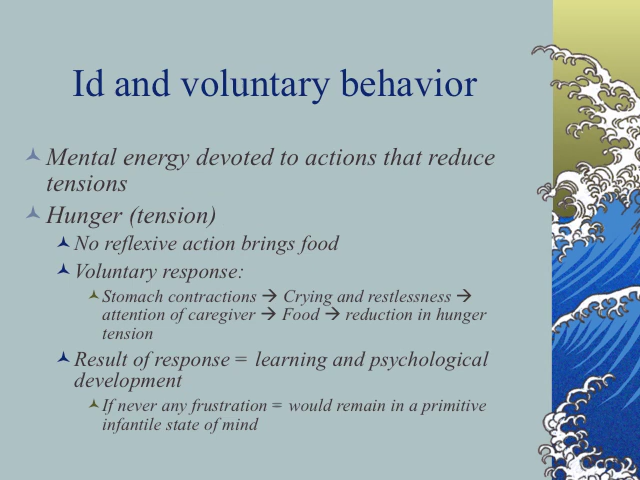 Id and voluntary behavior
Mental energy devoted to actions that reduce
tensions
Hunger (tension)
No reflexive action brings food
Voluntary response:
Stomach contractions → Crying and restlessness →
attention of caregiver → Food → reduction in hunger
tension
Result of response = learning and psychological
development
If never any frustration = would remain in a primitive
infantile state of mind